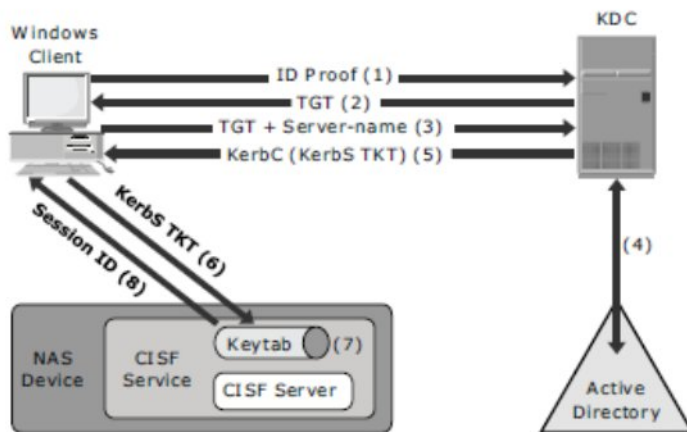 Windows
Client
KDC
ID Proof (1)
TGT (2)
TGT + Server-name (3)
KerbC (KerbS TKT) (5)
KerbS TKT (6)
Session ID (8)
(4)
NAS
Device
CISF
Service
Keytab
(7)
CISF Server
Active
Directory